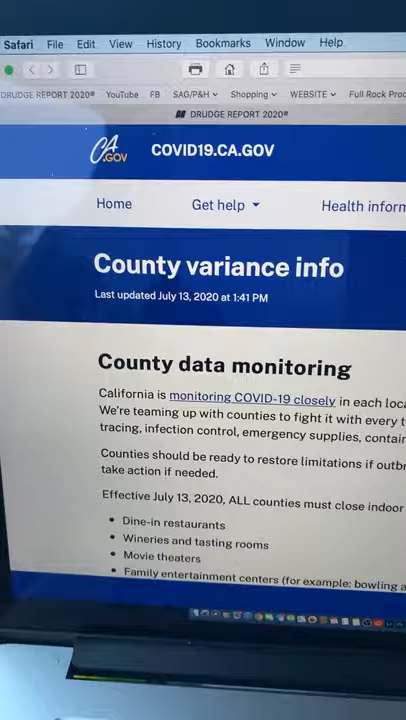 Safari File Edit View History Bookmarks Window Help
DRUDGE REPORT 2020® YouTube FB SAG/P&H Shopping WEBSITE Full Rock Proc
DRUDGE REPORT 2020®
CA.GOV COVID19.CA.GOV
Home Get help Health inform
County variance info
Last updated July 13, 2020 at 1:41 PM
County data monitoring
California is monitoring COVID-19 closely in each loca
We're teaming up with counties to fight it with every t
tracing, infection control, emergency supplies, contain
Counties should be ready to restore limitations if outbr
take action if needed.
Effective July 13, 2020, ALL counties must close indoor
• Dine-in restaurants
• Wineries and tasting rooms
• Movie theaters
• Family entertainment centers (for example: bowling a